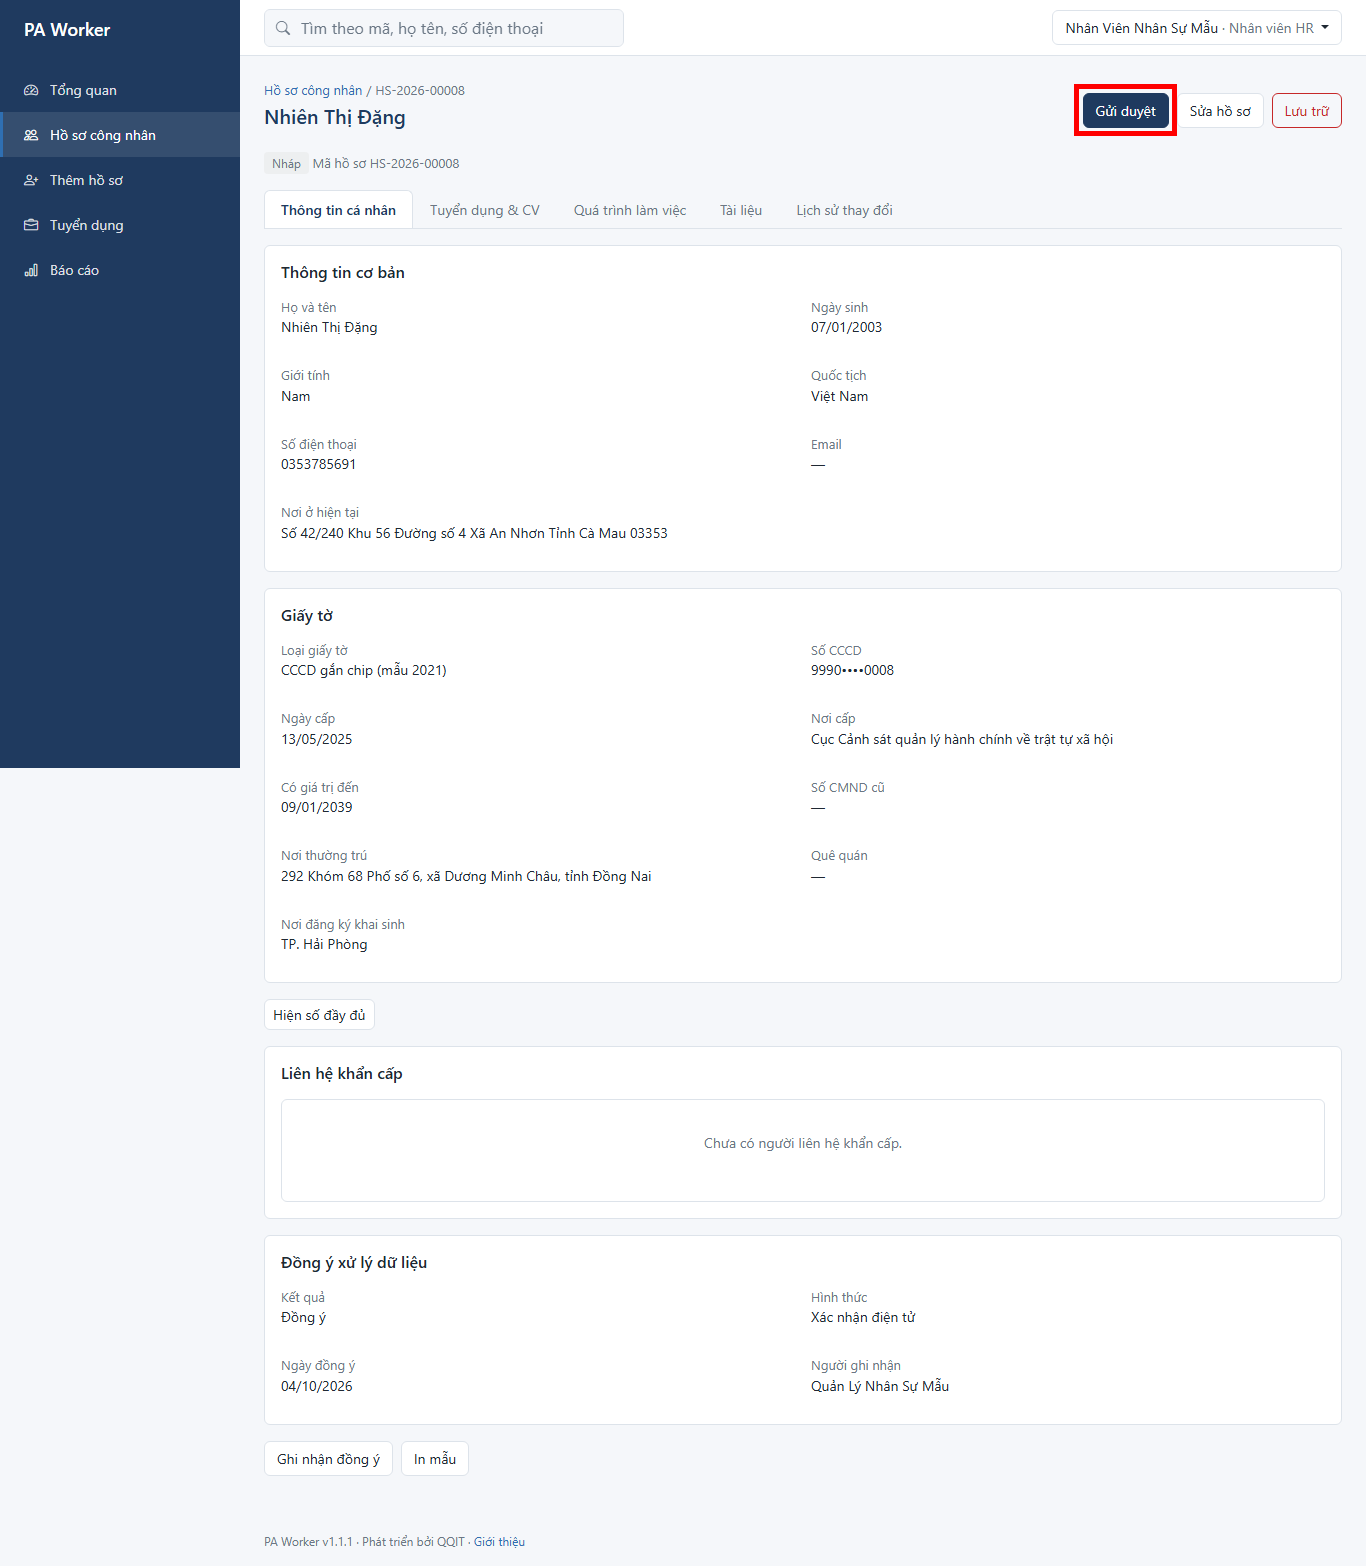 PA Worker
Tìm theo mã, họ tên, số điện thoại
Nhân Viên Nhân Sự Mẫu · Nhân viên HR
Tổng quan
Hồ sơ công nhân
Thêm hồ sơ
Tuyển dụng
Báo cáo
Hồ sơ công nhân / HS-2026-00008
Nhiên Thị Đặng
Gửi duyệt
Sửa hồ sơ
Lưu trữ
Nháp Mã hồ sơ HS-2026-00008
Thông tin cá nhân
Tuyển dụng & CV
Quá trình làm việc
Tài liệu
Lịch sử thay đổi
Thông tin cơ bản
Họ và tên
Nhiên Thị Đặng
Ngày sinh
07/01/2003
Giới tính
Nam
Quốc tịch
Việt Nam
Số điện thoại
0353785691
Email
—
Nơi ở hiện tại
Số 42/240 Khu 56 Đường số 4 Xã An Nhơn Tỉnh Cà Mau 03353
Giấy tờ
Loại giấy tờ
CCCD gắn chip (mẫu 2021)
Số CCCD
9990••••0008
Ngày cấp
13/05/2025
Nơi cấp
Cục Cảnh sát quản lý hành chính về trật tự xã hội
Có giá trị đến
09/01/2039
Số CMND cũ
—
Nơi thường trú
292 Khóm 68 Phố số 6, xã Dương Minh Châu, tỉnh Đồng Nai
Quê quán
—
Nơi đăng ký khai sinh
TP. Hải Phòng
Hiện số đầy đủ
Liên hệ khẩn cấp
Chưa có người liên hệ khẩn cấp.
Đồng ý xử lý dữ liệu
Kết quả
Đồng ý
Hình thức
Xác nhận điện tử
Ngày đồng ý
04/10/2026
Người ghi nhận
Quản Lý Nhân Sự Mẫu
Ghi nhận đồng ý
In mẫu
PA Worker v1.1.1 · Phát triển bởi QQIT · Giới thiệu